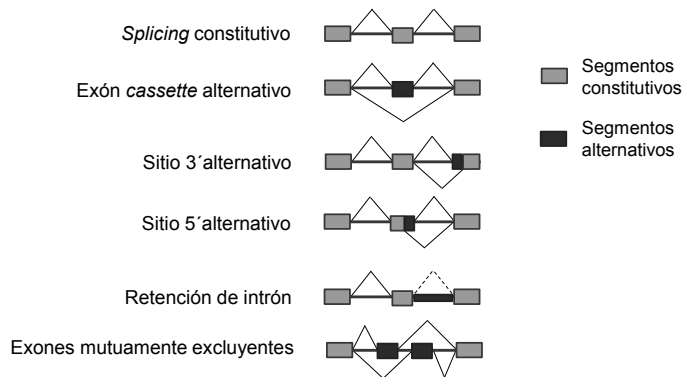 Splicing constitutivo
Exón cassette alternativo
Sitio 3´alternativo
Sitio 5´alternativo
Retención de intrón
Exones mutuamente excluyentes
Segmentos
constitutivos
Segmentos
alternativos